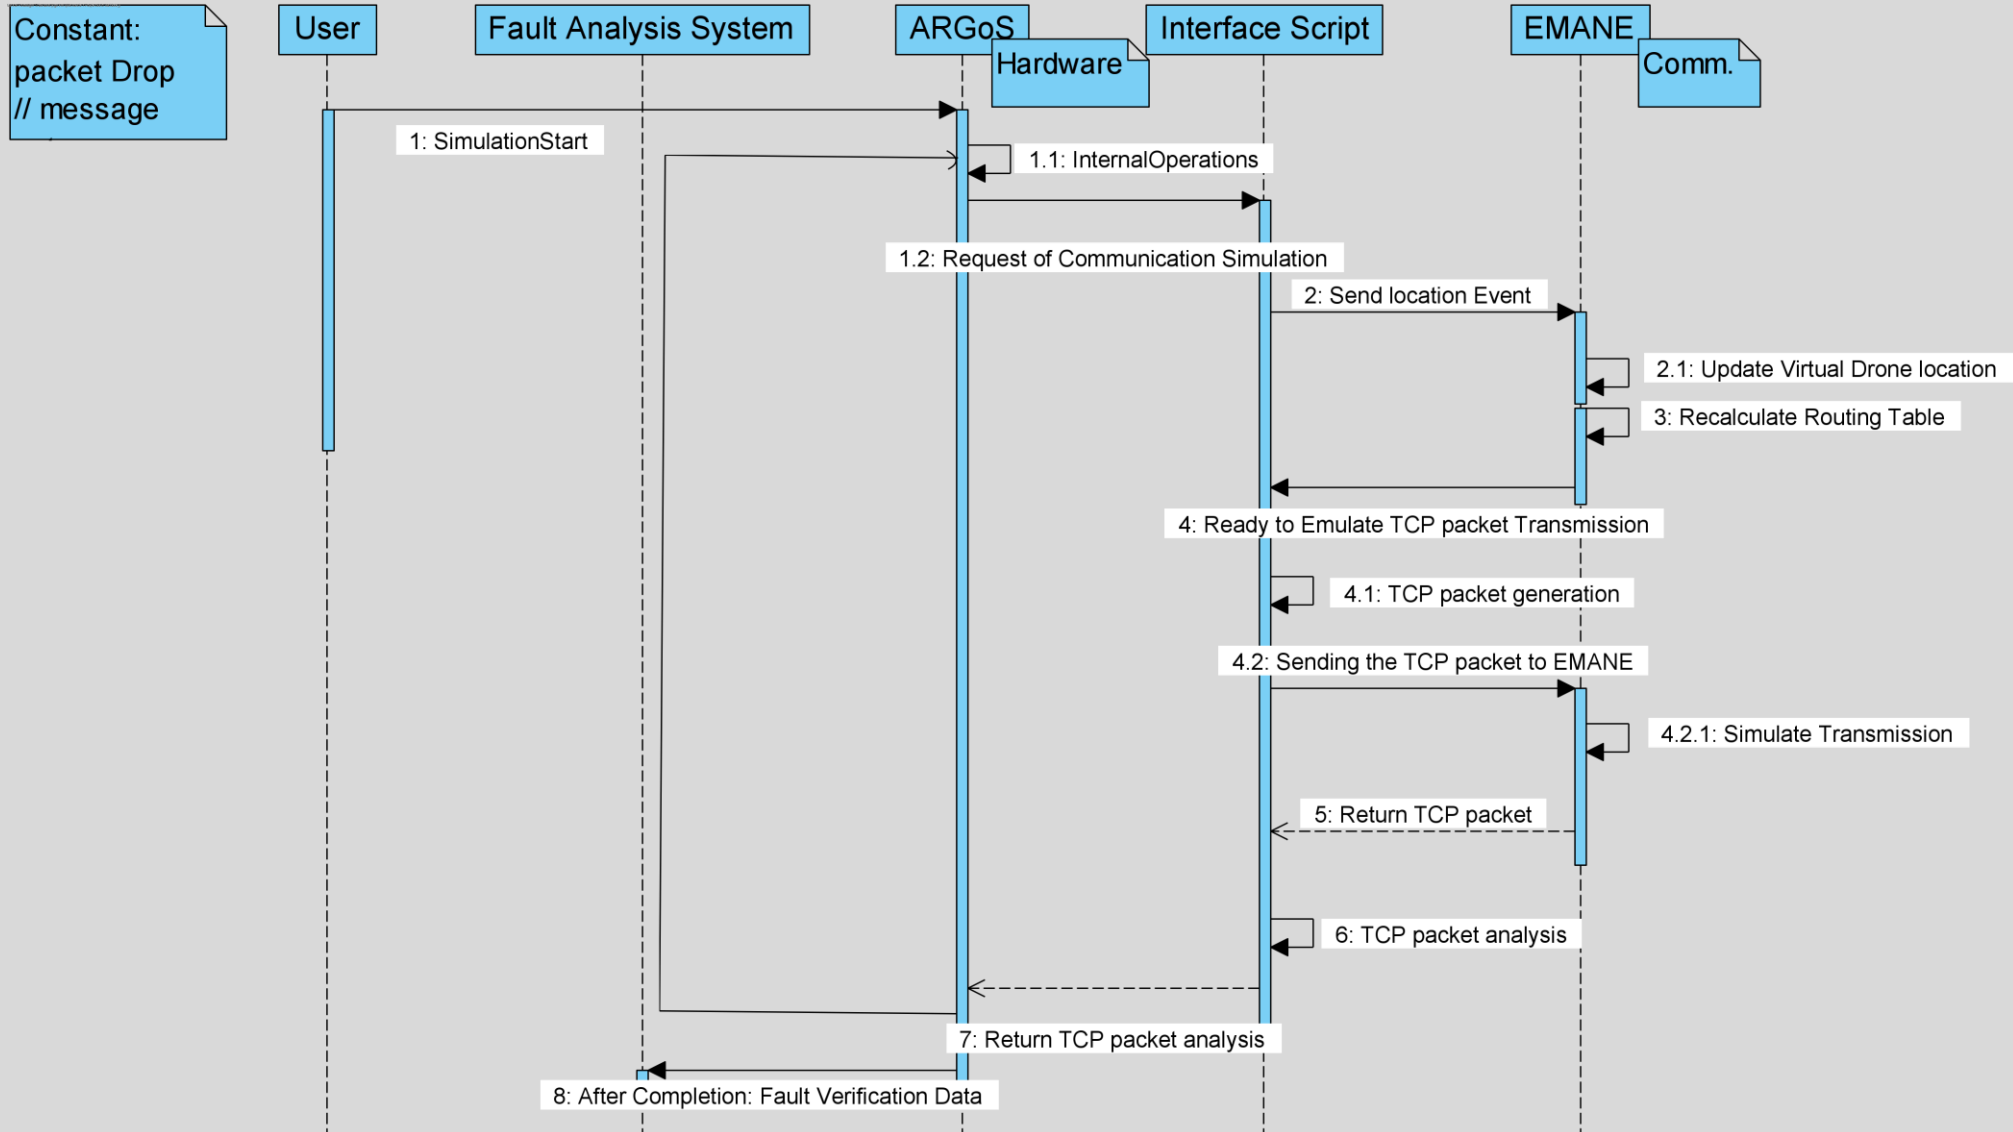 Constant:
packet Drop
// message
User
Fault Analysis System
ARGoS
Hardware
Interface Script
EMANE
Comm.
1: SimulationStart
1.1: InternalOperations
1.2: Request of Communication Simulation
2: Send location Event
2.1: Update Virtual Drone location
3: Recalculate Routing Table
4: Ready to Emulate TCP packet Transmission
4.1: TCP packet generation
4.2: Sending the TCP packet to EMANE
4.2.1: Simulate Transmission
5: Return TCP packet
6: TCP packet analysis
7: Return TCP packet analysis
8: After Completion: Fault Verification Data